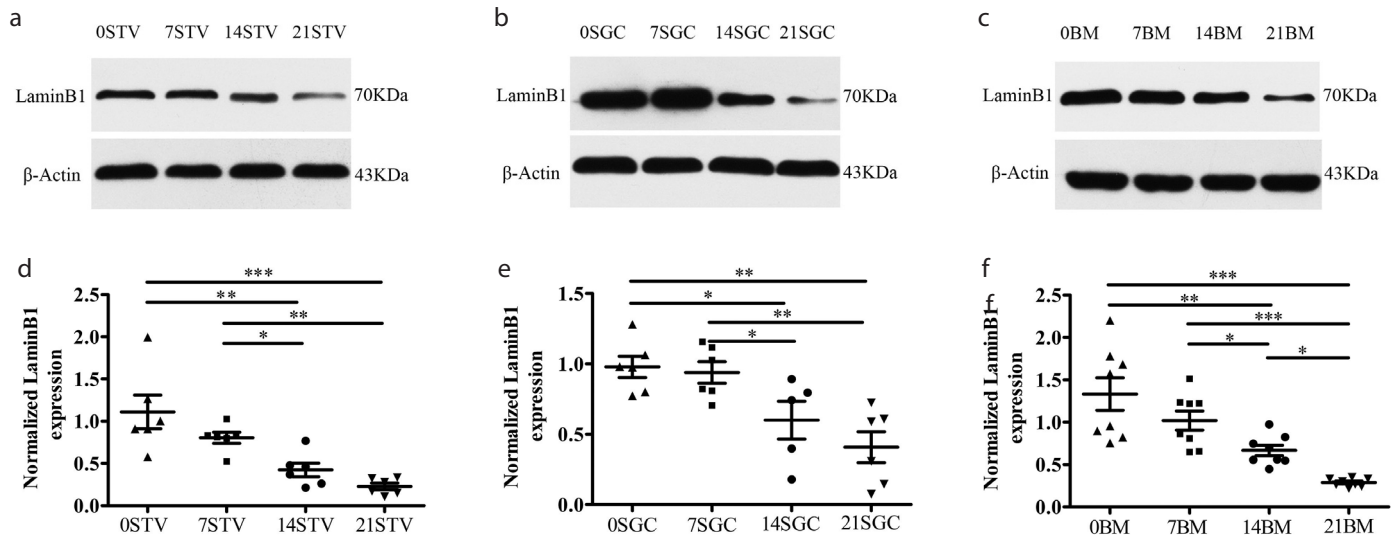 a
0STV 7STV 14STV 21STV
LaminB1 70KDa
β-Actin 43KDa
b
0SGC 7SGC 14SGC 21SGC
LaminB1 70KDa
β-Actin 43KDa
c
0BM 7BM 14BM 21BM
LaminB1 70KDa
β-Actin 43KDa
d
Normalized LaminB1
expression
2.5
2.0
1.5
1.0
0.5
0.0
***
**
**
*
0STV 7STV 14STV 21STV
e
Normalized LaminB1
expression
1.5
1.0
0.5
0.0
**
*
**
*
0SGC 7SGC 14SGC 21SGC
f
f
Normalized LaminB1
expression
2.5
2.0
1.5
1.0
0.5
0.0
***
**
***
*
*
0BM 7BM 14BM 21BM